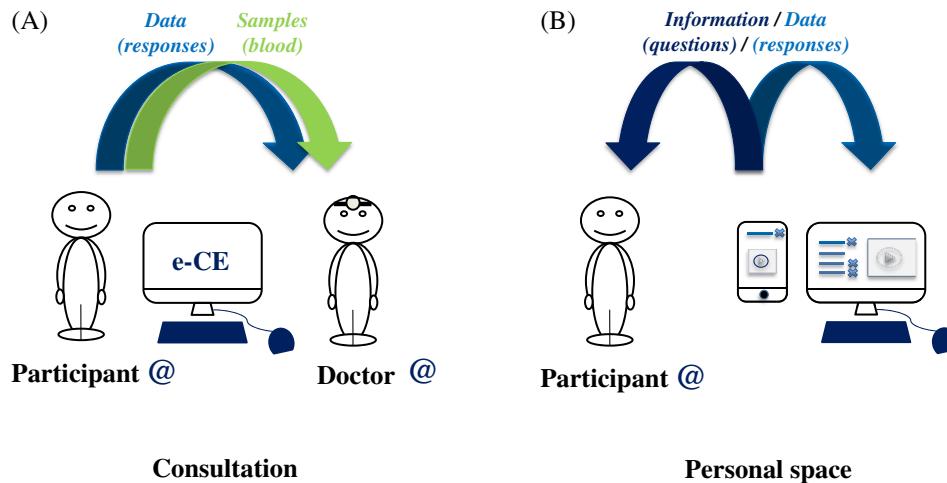 (A)
Data
(responses)
Samples
(blood)
e-CE
Participant @
Doctor @
Consultation
(B)
Information / Data
(questions) / (responses)
Participant @
Personal space